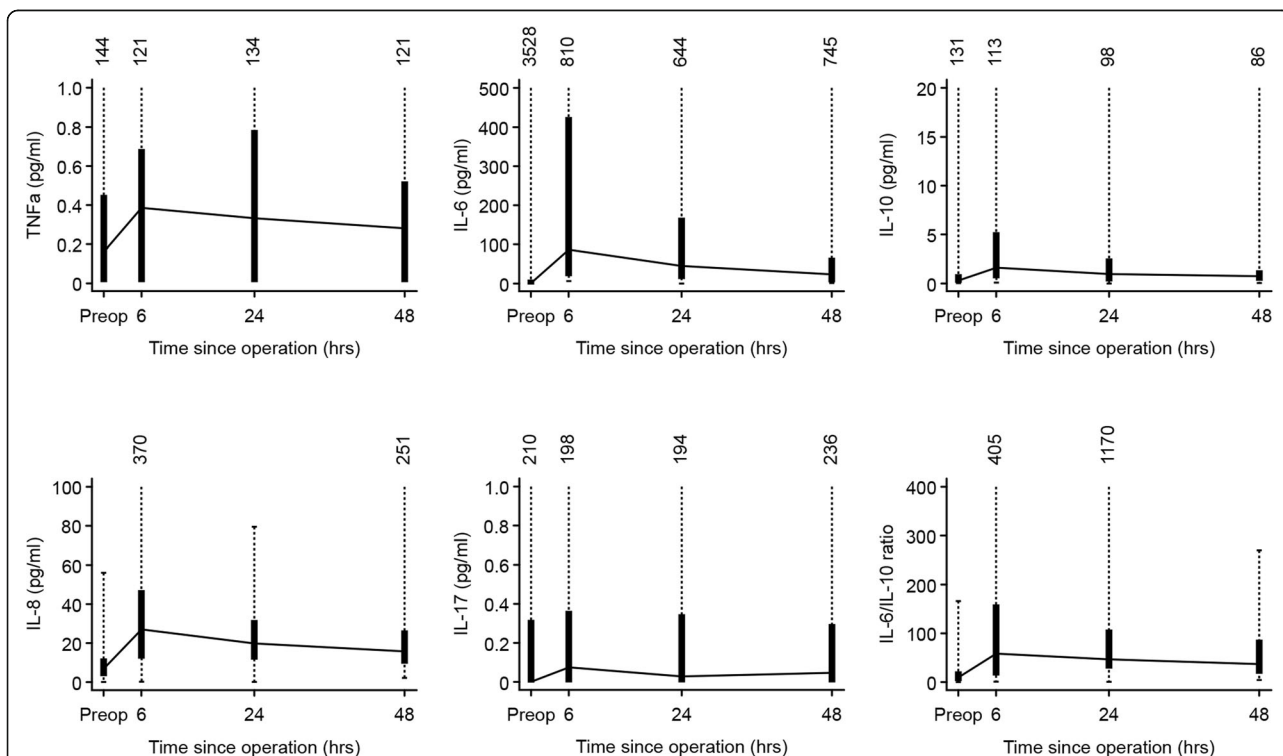 144 121 134 121
TNFa (pg/ml)
1.0
0.8
0.6
0.4
0.2
0
Preop 6 24 48
Time since operation (hrs)
3528 810 644 745
IL-6 (pg/ml)
500
400
300
200
100
0
Preop 6 24 48
Time since operation (hrs)
131 113 98 86
IL-10 (pg/ml)
20
15
10
5
0
Preop 6 24 48
Time since operation (hrs)
370 251
IL-8 (pg/ml)
100
80
60
40
20
0
Preop 6 24 48
Time since operation (hrs)
210 198 194 236
IL-17 (pg/ml)
1.0
0.8
0.6
0.4
0.2
0
Preop 6 24 48
Time since operation (hrs)
405 1170
IL-6/IL-10 ratio
400
300
200
100
0
Preop 6 24 48
Time since operation (hrs)